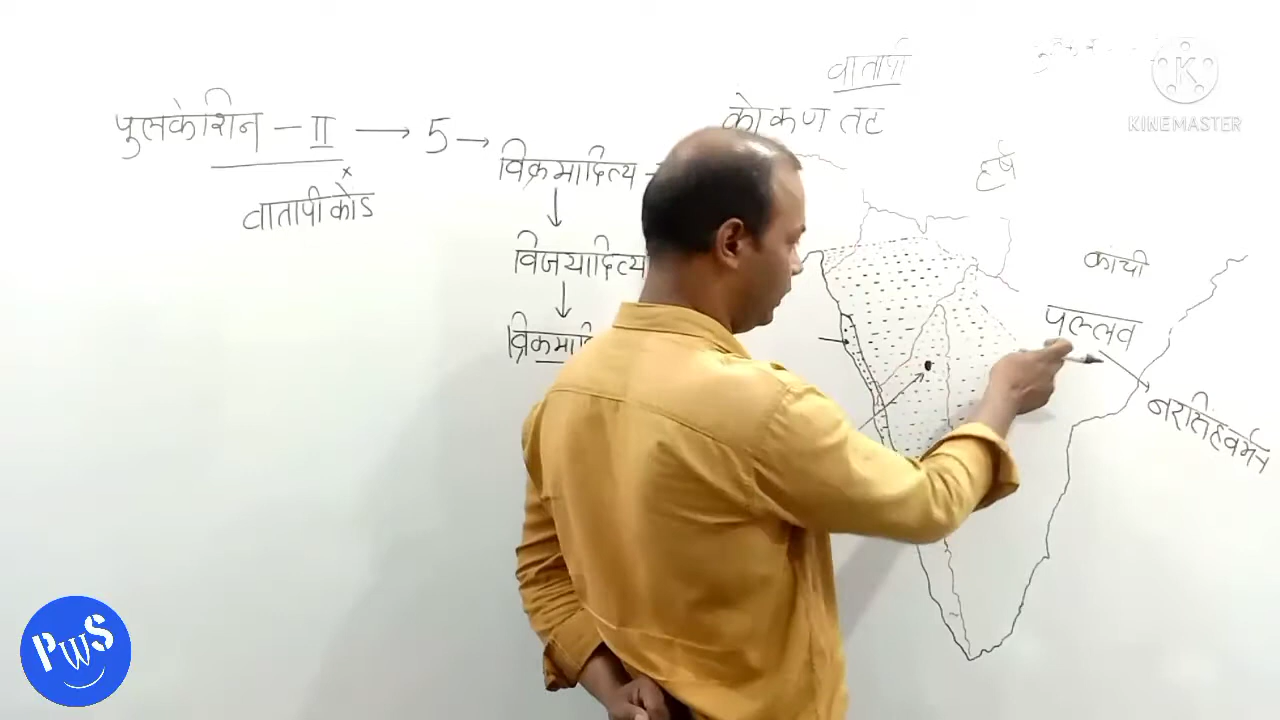 वातापी
कोकण तट
KINEMASTER
पुलकेशिन - II → 5 →
विक्रमादित्य -
हर्ष
वातापीकोंड
विजयादित्य
कांची
पल्लव
नरसिंहवर्मन
PWS